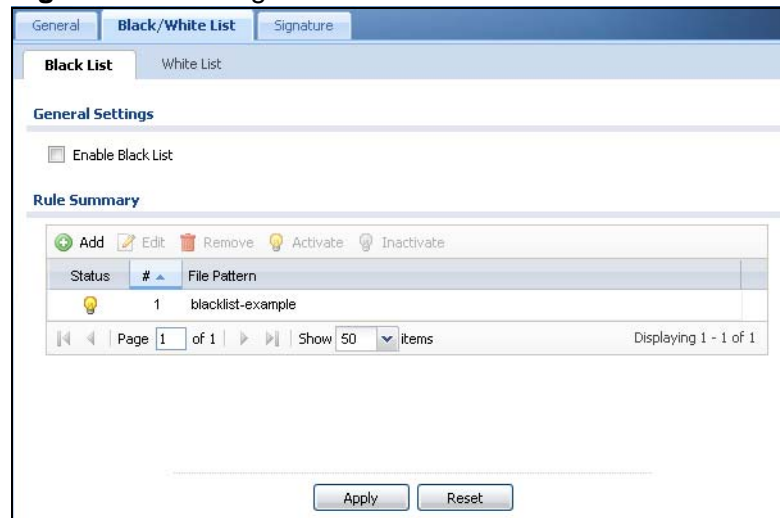 General Black/White List Signature
Black List White List
General Settings
Enable Black List
Rule Summary
Add Edit Remove Activate Inactivate
Status # File Pattern
1 blacklist-example
Page 1 of 1 Show 50 items Displaying 1 - 1 of 1
Apply Reset